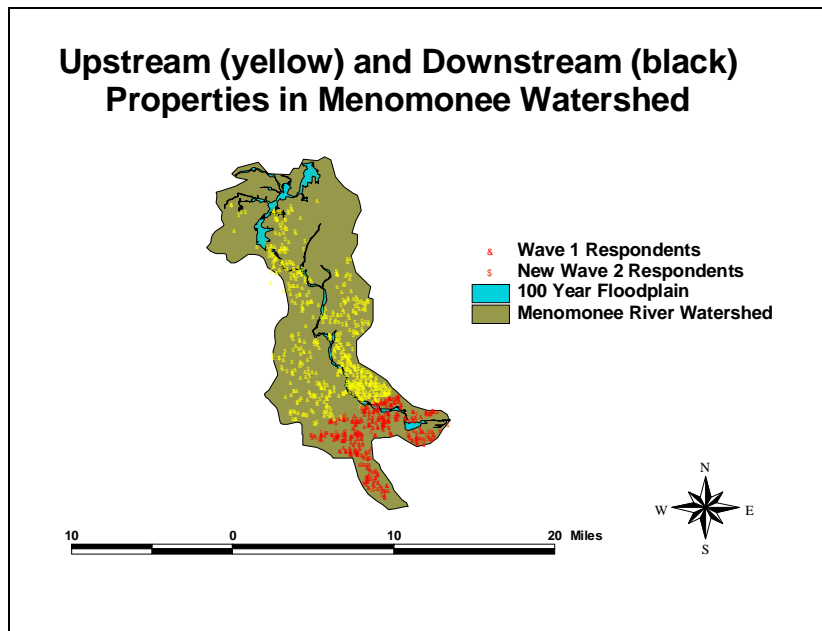 Upstream (yellow) and Downstream (black)
Properties in Menomonee Watershed
& Wave 1 Respondents
$ New Wave 2 Respondents
100 Year Floodplain
Menomonee River Watershed
N
W E
S
10 0 10 20 Miles